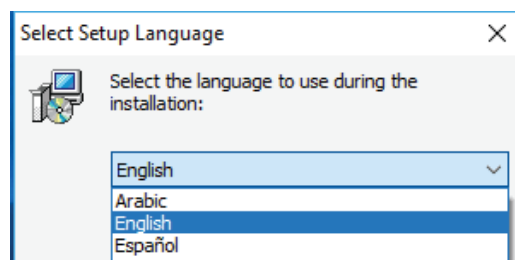 Select Setup Language
Select the language to use during the
installation:
English
Arabic
English
Español